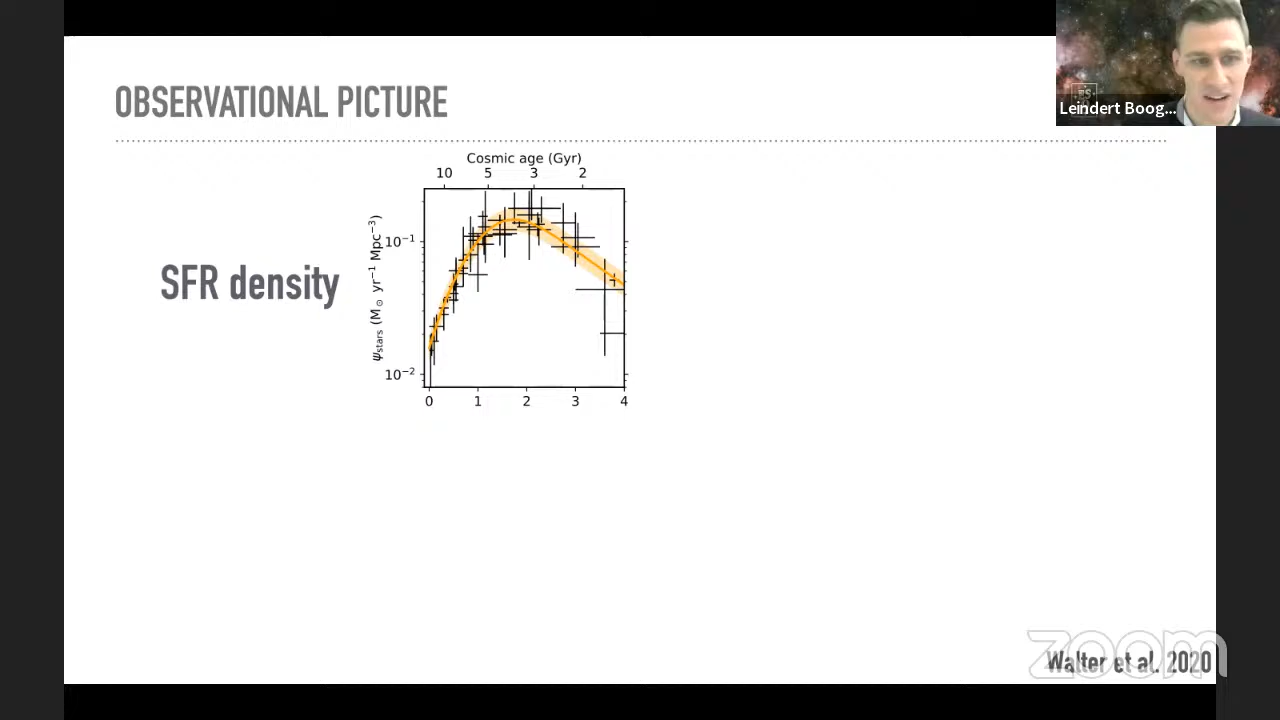 Leindert Boog...
OBSERVATIONAL PICTURE
Cosmic age (Gyr)
10 5 3 2
SFR density
ψstars (M⊙ yr−1 Mpc−3)
10−1
10−2
0 1 2 3 4
zoom
Walter et al. 2020